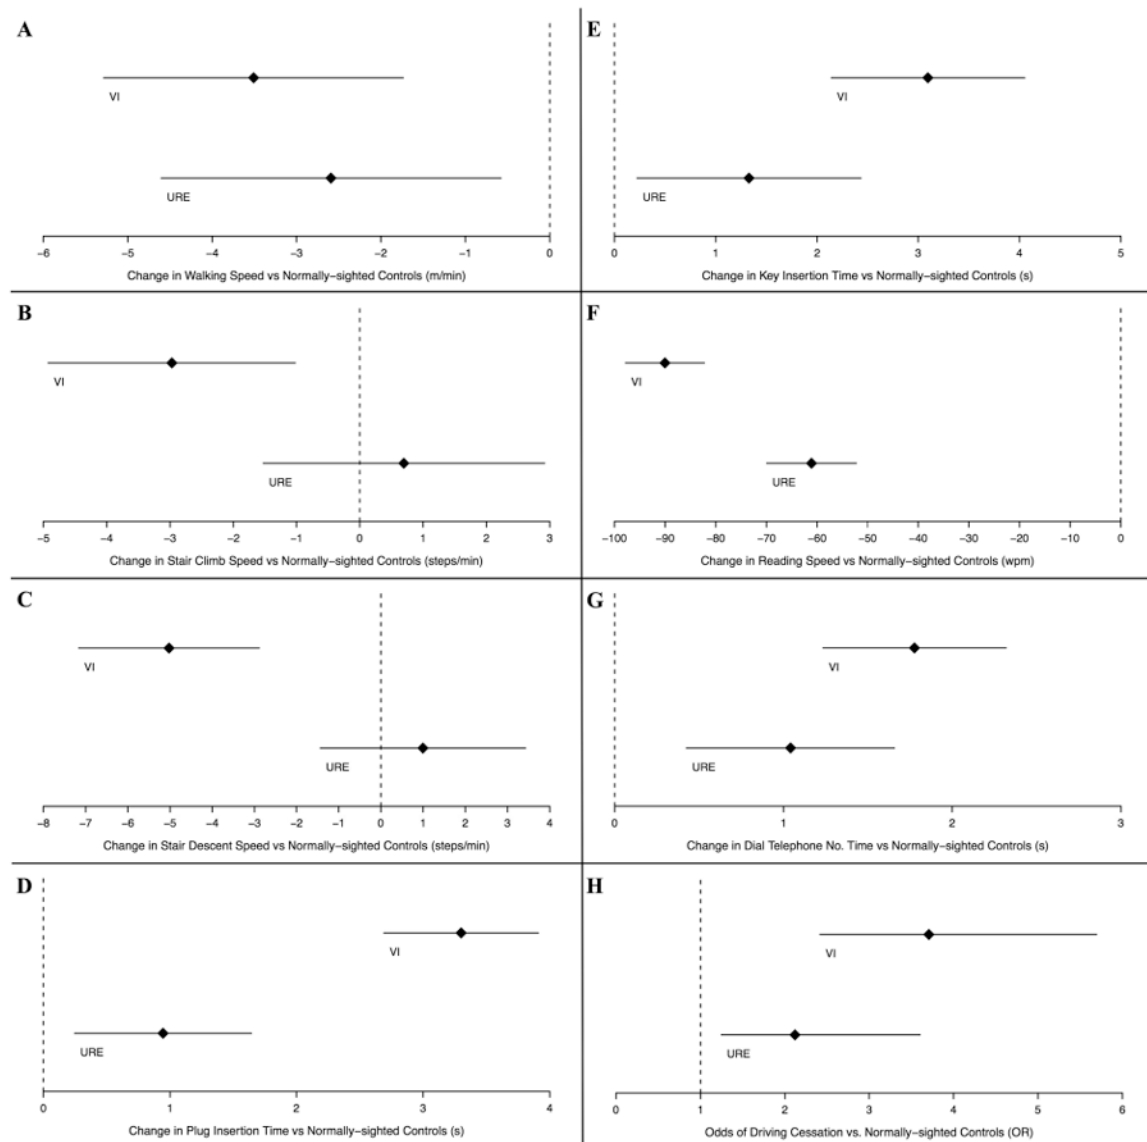 A
VI
URE
−6 −5 −4 −3 −2 −1 0
Change in Walking Speed vs Normally−sighted Controls (m/min)
B
VI
URE
−5 −4 −3 −2 −1 0 1 2 3
Change in Stair Climb Speed vs Normally−sighted Controls (steps/min)
C
VI
URE
−8 −7 −6 −5 −4 −3 −2 −1 0 1 2 3 4
Change in Stair Descent Speed vs Normally−sighted Controls (steps/min)
D
VI
URE
0 1 2 3 4
Change in Plug Insertion Time vs Normally−sighted Controls (s)
E
VI
URE
0 1 2 3 4 5
Change in Key Insertion Time vs Normally−sighted Controls (s)
F
VI
URE
−100 −90 −80 −70 −60 −50 −40 −30 −20 −10 0
Change in Reading Speed vs Normally−sighted Controls (wpm)
G
VI
URE
0 1 2 3
Change in Dial Telephone No. Time vs Normally−sighted Controls (s)
H
VI
URE
0 1 2 3 4 5 6
Odds of Driving Cessation vs. Normally−sighted Controls (OR)